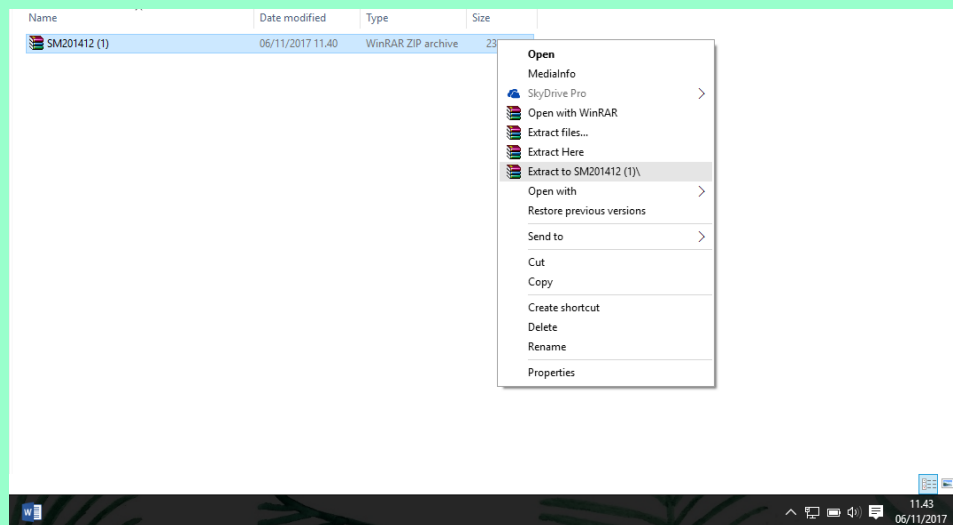 Name Date modified Type Size
SM201412 (1) 06/11/2017 11.40 WinRAR ZIP archive 23
Open
MediaInfo
SkyDrive Pro
Open with WinRAR
Extract files...
Extract Here
Extract to SM201412 (1)\
Open with
Restore previous versions
Send to
Cut
Copy
Create shortcut
Delete
Rename
Properties
W
11.43
06/11/2017